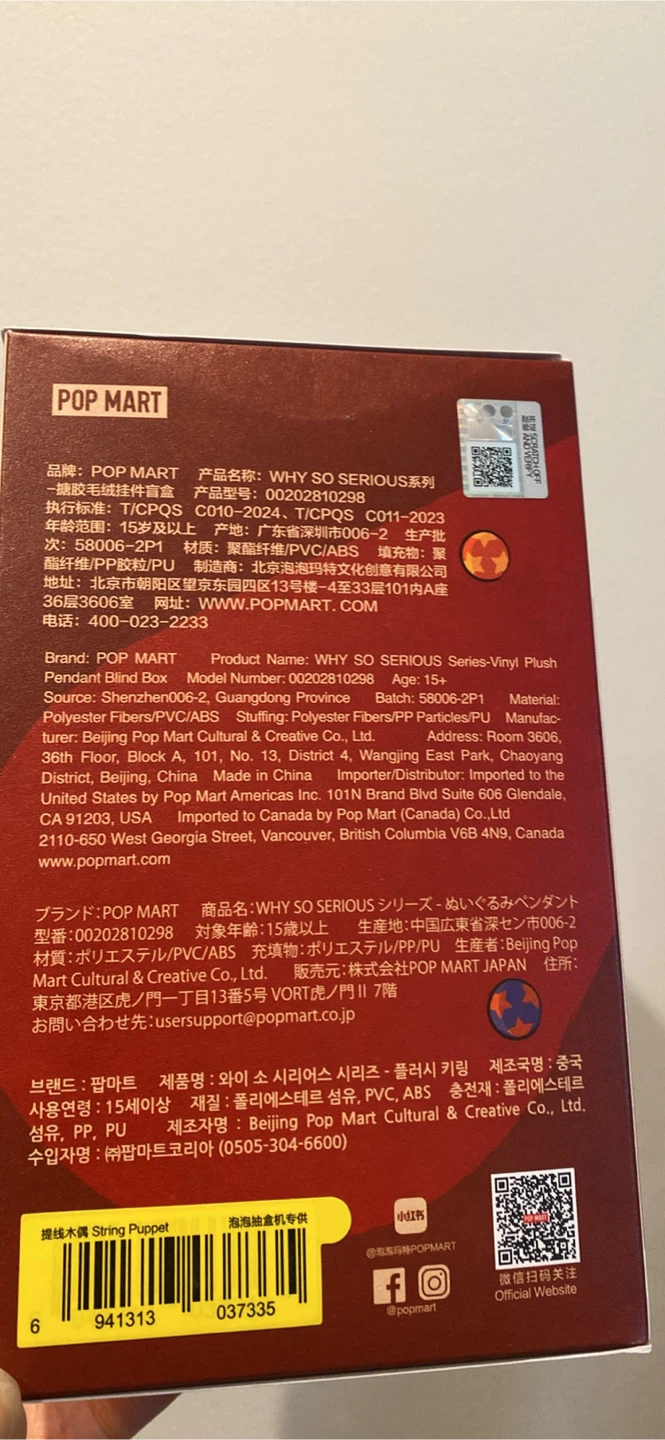 POP MART
开涂 SCRATCH OFF
刮层 AND VERIFY
品牌：POP MART 产品名称：WHY SO SERIOUS系列
-搪胶毛绒挂件盲盒 产品型号：00202810298
执行标准：T/CPQS C010-2024、T/CPQS C011-2023
年龄范围：15岁及以上 产地：广东省深圳市006-2 生产批
次：58006-2P1 材质：聚酯纤维/PVC/ABS 填充物：聚
酯纤维/PP胶粒/PU 制造商：北京泡泡玛特文化创意有限公司
地址：北京市朝阳区望京东园四区13号楼-4至33层101内A座
36层3606室 网址：WWW.POPMART. COM
电话：400-023-2233
Brand: POP MART Product Name: WHY SO SERIOUS Series-Vinyl Plush
Pendant Blind Box Model Number: 00202810298 Age: 15+
Source: Shenzhen006-2, Guangdong Province Batch: 58006-2P1 Material:
Polyester Fibers/PVC/ABS Stuffing: Polyester Fibers/PP Particles/PU Manufac-
turer: Beijing Pop Mart Cultural & Creative Co., Ltd. Address: Room 3606,
36th Floor, Block A, 101, No. 13, District 4, Wangjing East Park, Chaoyang
District, Beijing, China Made in China Importer/Distributor: Imported to the
United States by Pop Mart Americas Inc. 101N Brand Blvd Suite 606 Glendale,
CA 91203, USA Imported to Canada by Pop Mart (Canada) Co.,Ltd
2110-650 West Georgia Street, Vancouver, British Columbia V6B 4N9, Canada
www.popmart.com
ブランド：POP MART 商品名：WHY SO SERIOUS シリーズ - ぬいぐるみペンダント
型番：00202810298 対象年齢：15歳以上 生産地：中国広東省深セン市006-2
材質：ポリエステル/PVC/ABS 充填物：ポリエステル/PP/PU 生産者：Beijing Pop
Mart Cultural & Creative Co., Ltd. 販売元：株式会社POP MART JAPAN 住所：
東京都港区虎ノ門一丁目13番5号 VORT虎ノ門Ⅱ 7階
お問い合わせ先：usersupport@popmart.co.jp
브랜드 : 팝마트 제품명 : 와이 소 시리어스 시리즈 - 플러시 키링 제조국명 : 중국
사용연령 : 15세이상 재질 : 폴리에스테르 섬유, PVC, ABS 충전재 : 폴리에스테르
섬유, PP, PU 제조자명 : Beijing Pop Mart Cultural & Creative Co., Ltd.
수입자명 : ㈜팝마트코리아 (0505-304-6600)
提线木偶 String Puppet 泡泡抽盒机专供
6 941313 037335
小红书
@泡泡玛特POPMART
@popmart
POP MART
微信扫码关注
Official Website